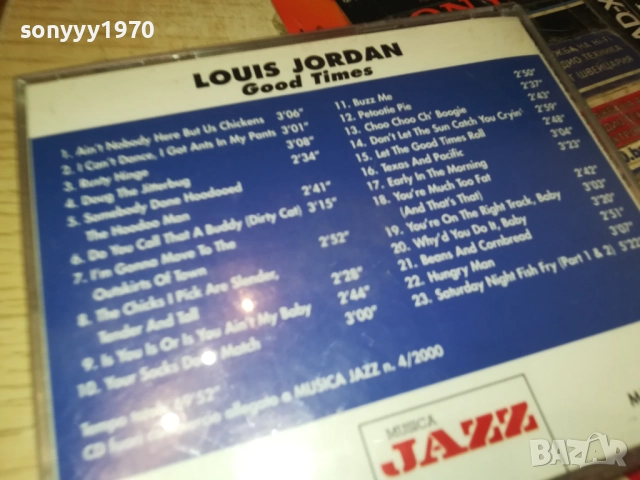 sonyyy1970
LOUIS JORDAN
Good Times
1. Ain't Nobody Here But Us Chickens 3'06"
2. I Can't Dance, I Got Ants In My Pants 3'01"
3. Rusty Hinge 3'08"
4. Doug The Jitterbug 2'34"
5. Somebody Done Hoodooed
The Hoodoo Man 2'41"
6. Do You Call That A Buddy (Dirty Cat) 3'15"
7. I'm Gonna Move To The
Outskirts Of Town 2'52"
8. The Chicks I Pick Are Slender,
Tender And Tall 2'28"
9. Is You Is Or Is You Ain't My Baby 2'44"
10. Your Socks Don't Match 3'00"
11. Buzz Me 2'50"
12. Petootie Pie 2'37"
13. Choo Choo Ch' Boogie 2'43"
14. Don't Let The Sun Catch You Cryin' 2'59"
15. Let The Good Times Roll 2'48"
16. Texas And Pacific 3'04"
17. Early In The Morning 3'23"
18. You're Much Too Fat
(And That's That) 2'42"
19. You're On The Right Track, Baby 3'03"
20. Why'd You Do It, Baby 3'20"
21. Beans And Cornbread 2'51"
22. Hungry Man 3'07"
23. Saturday Night Fish Fry (Part 1 & 2)
Tempo
CD allegato a MUSICA JAZZ n. 4/2000
MUSICA
JAZZ
BAZAR